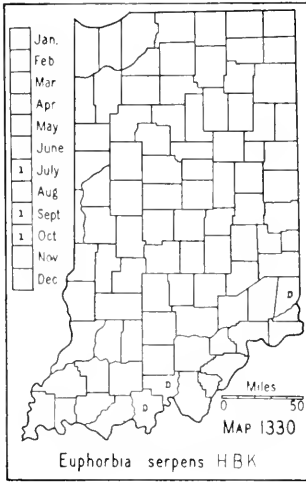 Jan.
Feb
Mar
Apr
May
June
1 July
Aug
1 Sept
1 Oct
Nov
Dec
D
D
D
Miles
0 50
MAP 1330
Euphorbia serpens HBK